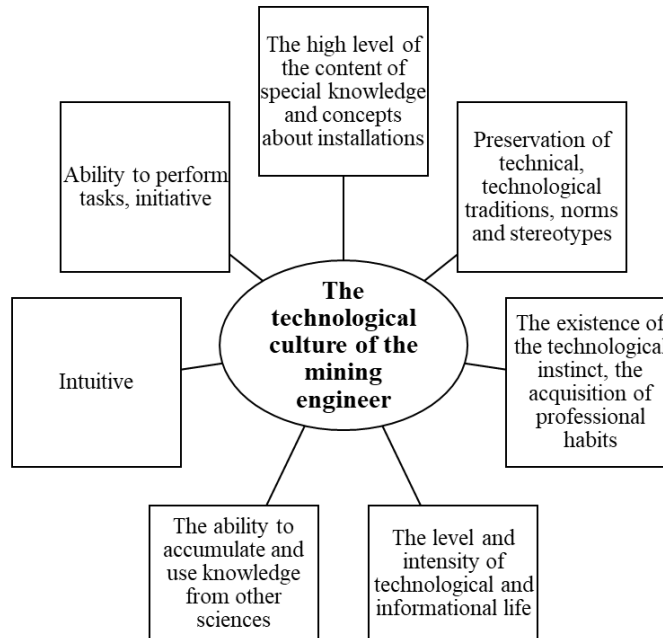 The high level of
the content of
special knowledge
and concepts
about installations
Preservation of
technical,
technological
traditions, norms
and stereotypes
The existence of
the technological
instinct, the
acquisition of
professional
habits
The level and
intensity of
technological and
informational life
The ability to
accumulate and
use knowledge
from other
sciences
Intuitive
Ability to perform
tasks, initiative
The
technological
culture of the
mining
engineer